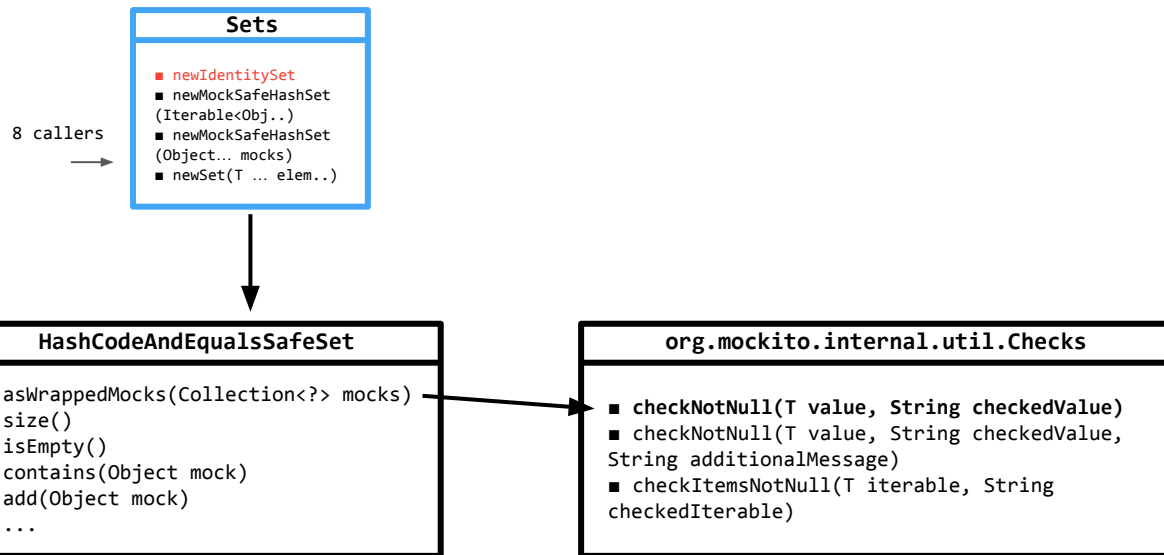 Sets
■ newIdentitySet
■ newMockSafeHashSet
(Iterable<Obj..)
■ newMockSafeHashSet
(Object… mocks)
■ newSet(T … elem..)
8 callers
HashCodeAndEqualsSafeSet
asWrappedMocks(Collection<?> mocks)
size()
isEmpty()
contains(Object mock)
add(Object mock)
...
org.mockito.internal.util.Checks
■ checkNotNull(T value, String checkedValue)
■ checkNotNull(T value, String checkedValue,
String additionalMessage)
■ checkItemsNotNull(T iterable, String
checkedIterable)